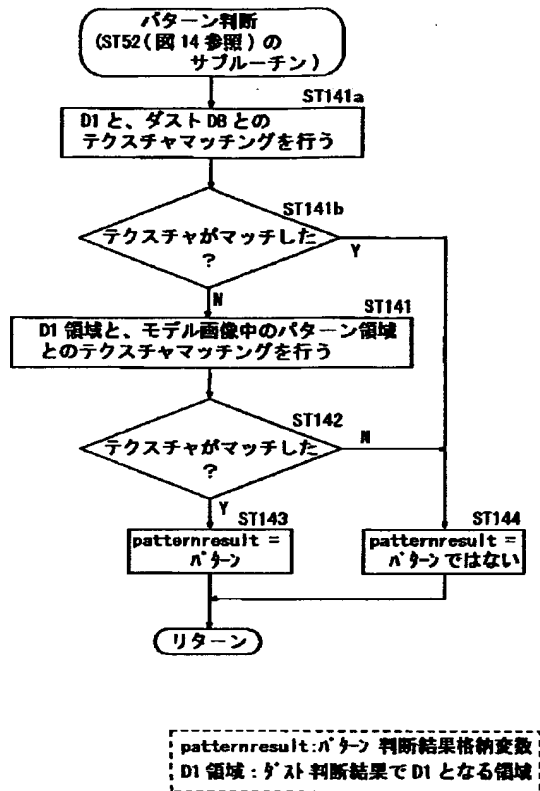 パターン判断
(ST52(図14参照)の
サブルーチン)
ST141a
D1と、ダストDBとの
テクスチャマッチングを行う
ST141b
テクスチャがマッチした
?
Y
N
ST141
D1領域と、モデル画像中のパターン領域
とのテクスチャマッチングを行う
ST142
テクスチャがマッチした
?
N
Y
ST143
patternresult =
パターン
ST144
patternresult =
パターンではない
リターン
patternresult:パターン 判断結果格納変数
D1領域:ダスト判断結果でD1となる領域